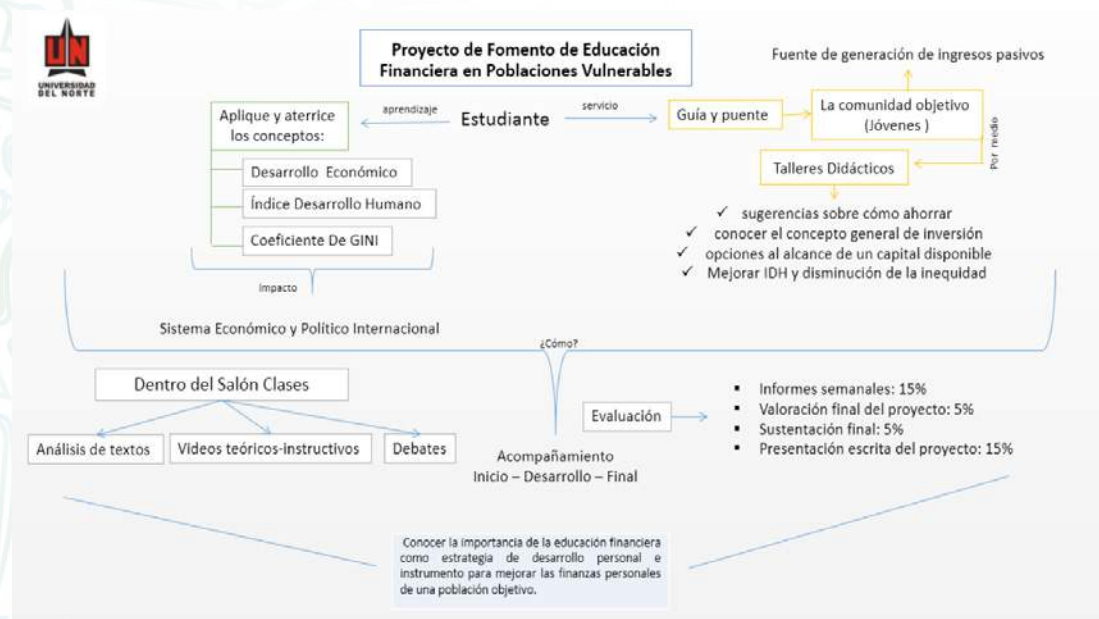 UN
UNIVERSIDAD
DEL NORTE
Proyecto de Fomento de Educación
Financiera en Poblaciones Vulnerables
Fuente de generación de ingresos pasivos
Aplique y aterrice
los conceptos:
aprendizaje
Estudiante
servicio
Guía y puente
La comunidad objetivo
(Jóvenes )
Por medio
Desarrollo Económico
Índice Desarrollo Humano
Coeficiente De GINI
Talleres Didácticos
✓ sugerencias sobre cómo ahorrar
✓ conocer el concepto general de inversión
✓ opciones al alcance de un capital disponible
✓ Mejorar IDH y disminución de la inequidad
Impacto
Sistema Económico y Político Internacional
¿Cómo?
Dentro del Salón Clases
Análisis de textos
Videos teóricos-instructivos
Debates
Acompañamiento
Inicio – Desarrollo – Final
Evaluación
▪ Informes semanales: 15%
▪ Valoración final del proyecto: 5%
▪ Sustentación final: 5%
▪ Presentación escrita del proyecto: 15%
Conocer la importancia de la educación financiera
como estrategia de desarrollo personal e
instrumento para mejorar las finanzas personales
de una población objetivo.